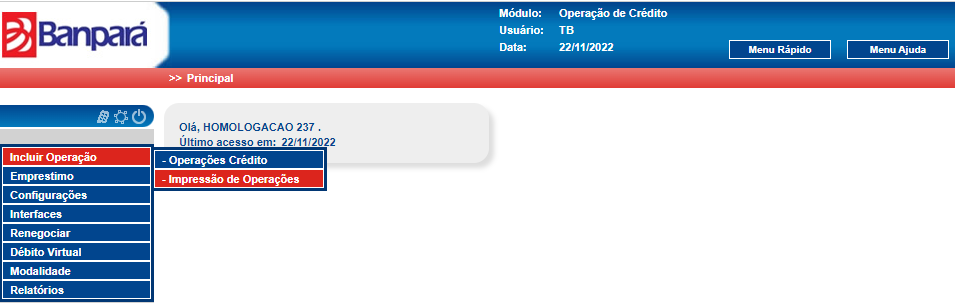 Banpará
Módulo: Operação de Crédito
Usuário: TB
Data: 22/11/2022
Menu Rápido
Menu Ajuda
>> Principal
Olá, HOMOLOGACAO 237 .
Último acesso em: 22/11/2022
Incluir Operação
- Operações Crédito
- Impressão de Operações
Emprestimo
Configurações
Interfaces
Renegociar
Débito Virtual
Modalidade
Relatórios